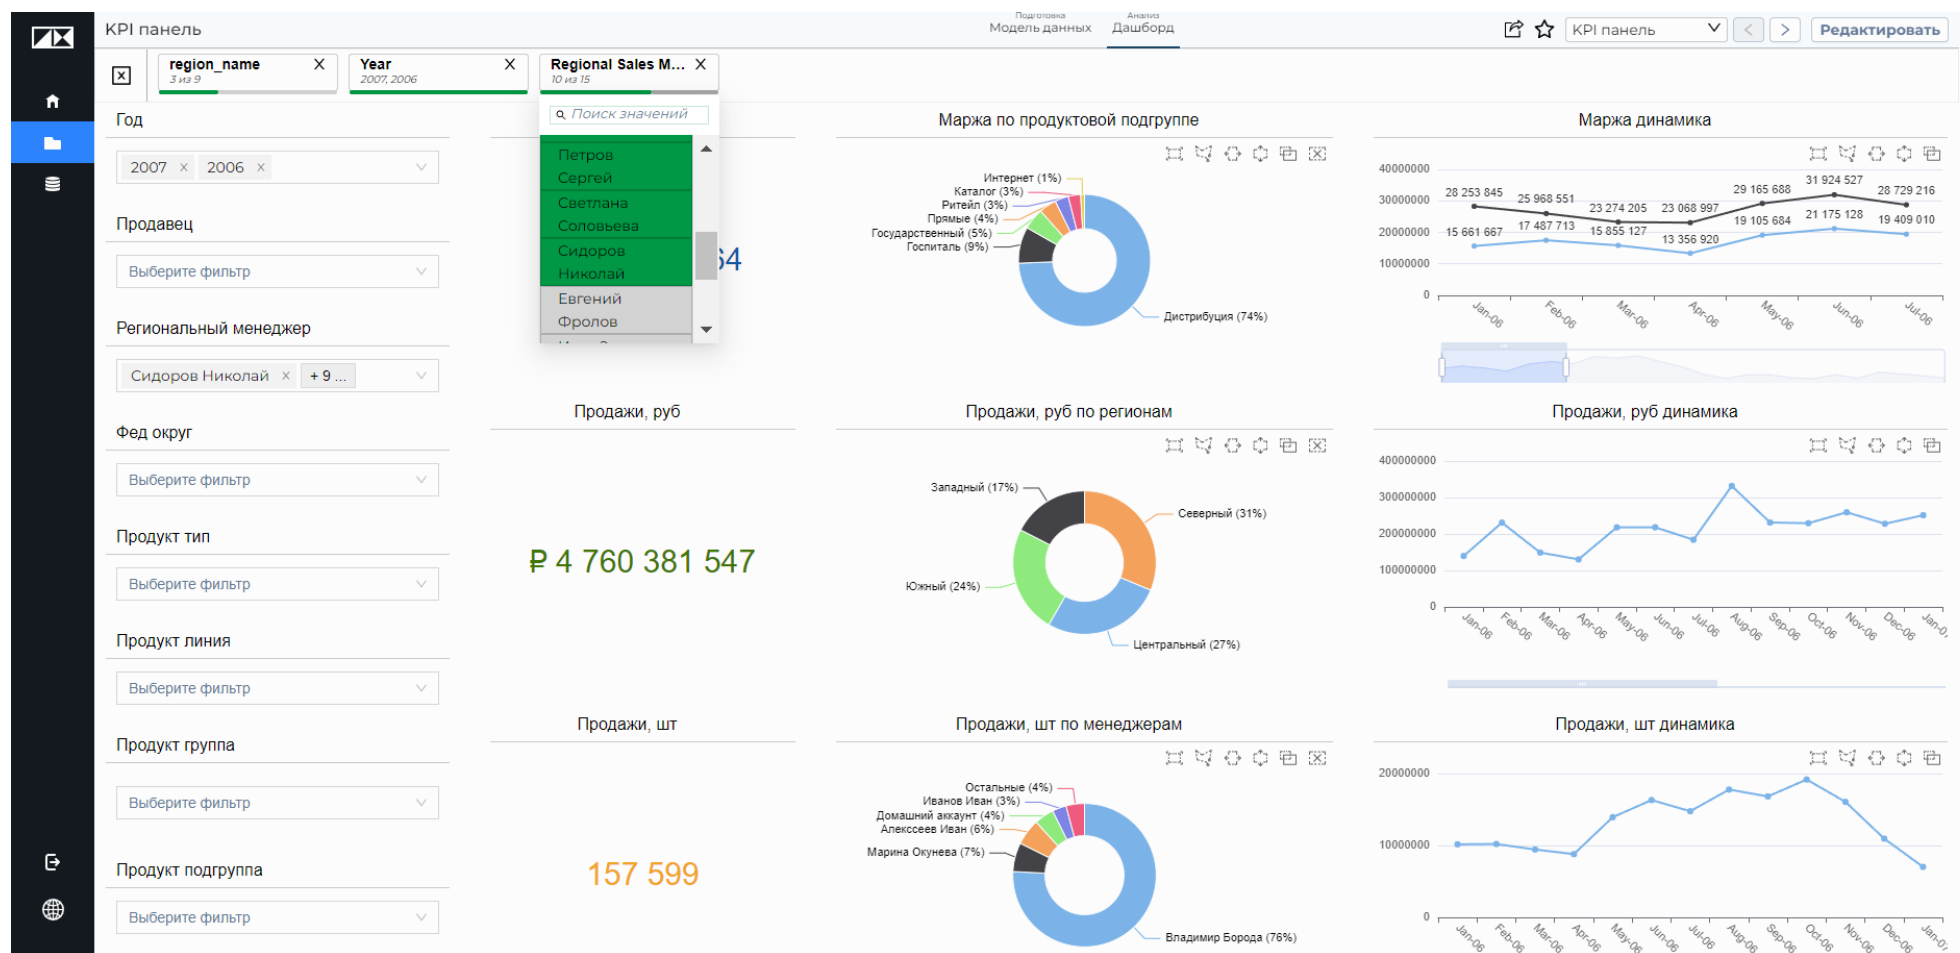 KPI панель
Подготовка
Модель данных
Анализ
Дашборд
KPI панель
Редактировать
region_name
3 из 9
Year
2007, 2006
Regional Sales M...
10 из 15
Поиск значений
Петров
Сергей
Светлана
Соловьева
Сидоров
Николай
Евгений
Фролов
Год
2007
2006
Продавец
Выберите фильтр
Региональный менеджер
Сидоров Николай
+ 9 ...
Фед округ
Выберите фильтр
Продукт тип
Выберите фильтр
Продукт линия
Выберите фильтр
Продукт группа
Выберите фильтр
Продукт подгруппа
Выберите фильтр
64
Маржа по продуктовой подгруппе
Интернет (1%)
Каталог (3%)
Ритейл (3%)
Прямые (4%)
Государственный (5%)
Госпиталь (9%)
Дистрибуция (74%)
Маржа динамика
40000000
30000000
20000000
10000000
0
28 253 845
25 968 551
23 274 205
23 068 997
29 165 688
31 924 527
28 729 216
15 661 667
17 487 713
15 855 127
13 356 920
19 105 684
21 175 128
19 409 010
Jan-06
Feb-06
Mar-06
Apr-06
May-06
Jun-06
Jul-06
Продажи, руб
₽ 4 760 381 547
Продажи, руб по регионам
Западный (17%)
Северный (31%)
Южный (24%)
Центральный (27%)
Продажи, руб динамика
400000000
300000000
200000000
100000000
0
Jan-06
Feb-06
Mar-06
Apr-06
May-06
Jun-06
Jul-06
Aug-06
Sep-06
Oct-06
Nov-06
Dec-06
Jan-0
Продажи, шт
157 599
Продажи, шт по менеджерам
Остальные (4%)
Иванов Иван (3%)
Домашний аккаунт (4%)
Алекссеев Иван (6%)
Марина Окунева (7%)
Владимир Борода (76%)
Продажи, шт динамика
20000000
10000000
0
Jan-06
Feb-06
Mar-06
Apr-06
May-06
Jun-06
Jul-06
Aug-06
Sep-06
Oct-06
Nov-06
Dec-06
Jan-07